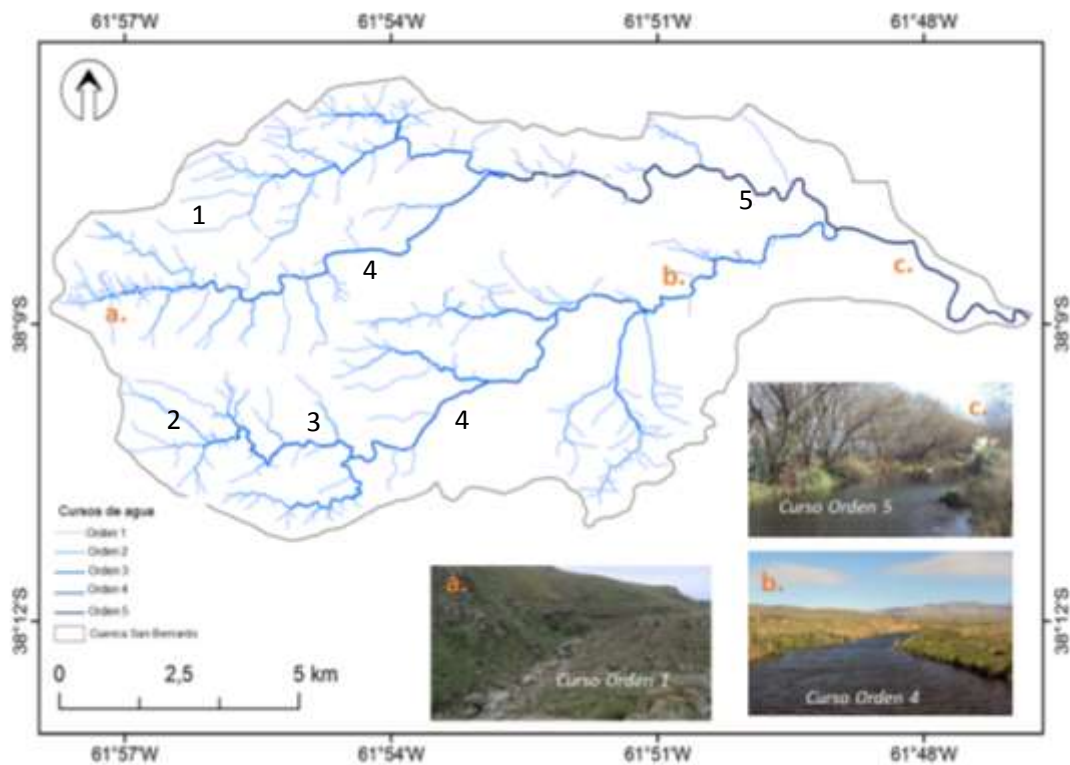 61°57'W 61°54'W 61°51'W 61°48'W
1
5
4
c.
b.
a.
38°9'S 38°9'S
2 3 4
c.
Curso Orden 5
Cursos de agua
Orden 1
Orden 2
Orden 3
Orden 4
Orden 5
Cuenca San Bernardo
a.
Curso Orden 1
b.
Curso Orden 4
38°12'S 38°12'S
0 2,5 5 km
61°57'W 61°54'W 61°51'W 61°48'W